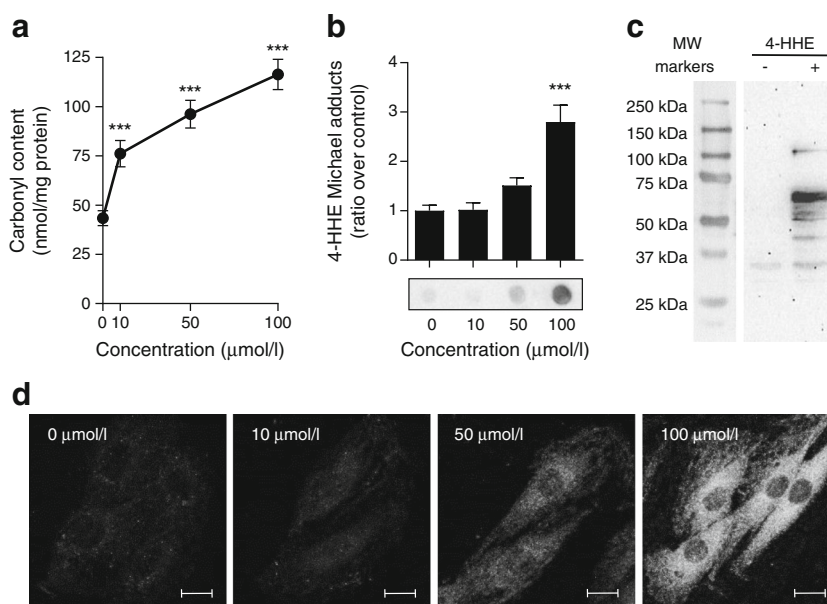 a
Carbonyl content
(nmol/mg protein)
125
100
75
50
25
0
***
***
***
0 10 50 100
Concentration (μmol/l)
b
4-HHE Michael adducts
(ratio over control)
4
3
2
1
0
***
0 10 50 100
Concentration (μmol/l)
c
MW
markers
4-HHE
- +
250 kDa
150 kDa
100 kDa
75 kDa
50 kDa
37 kDa
25 kDa
d
0 μmol/l
10 μmol/l
50 μmol/l
100 μmol/l